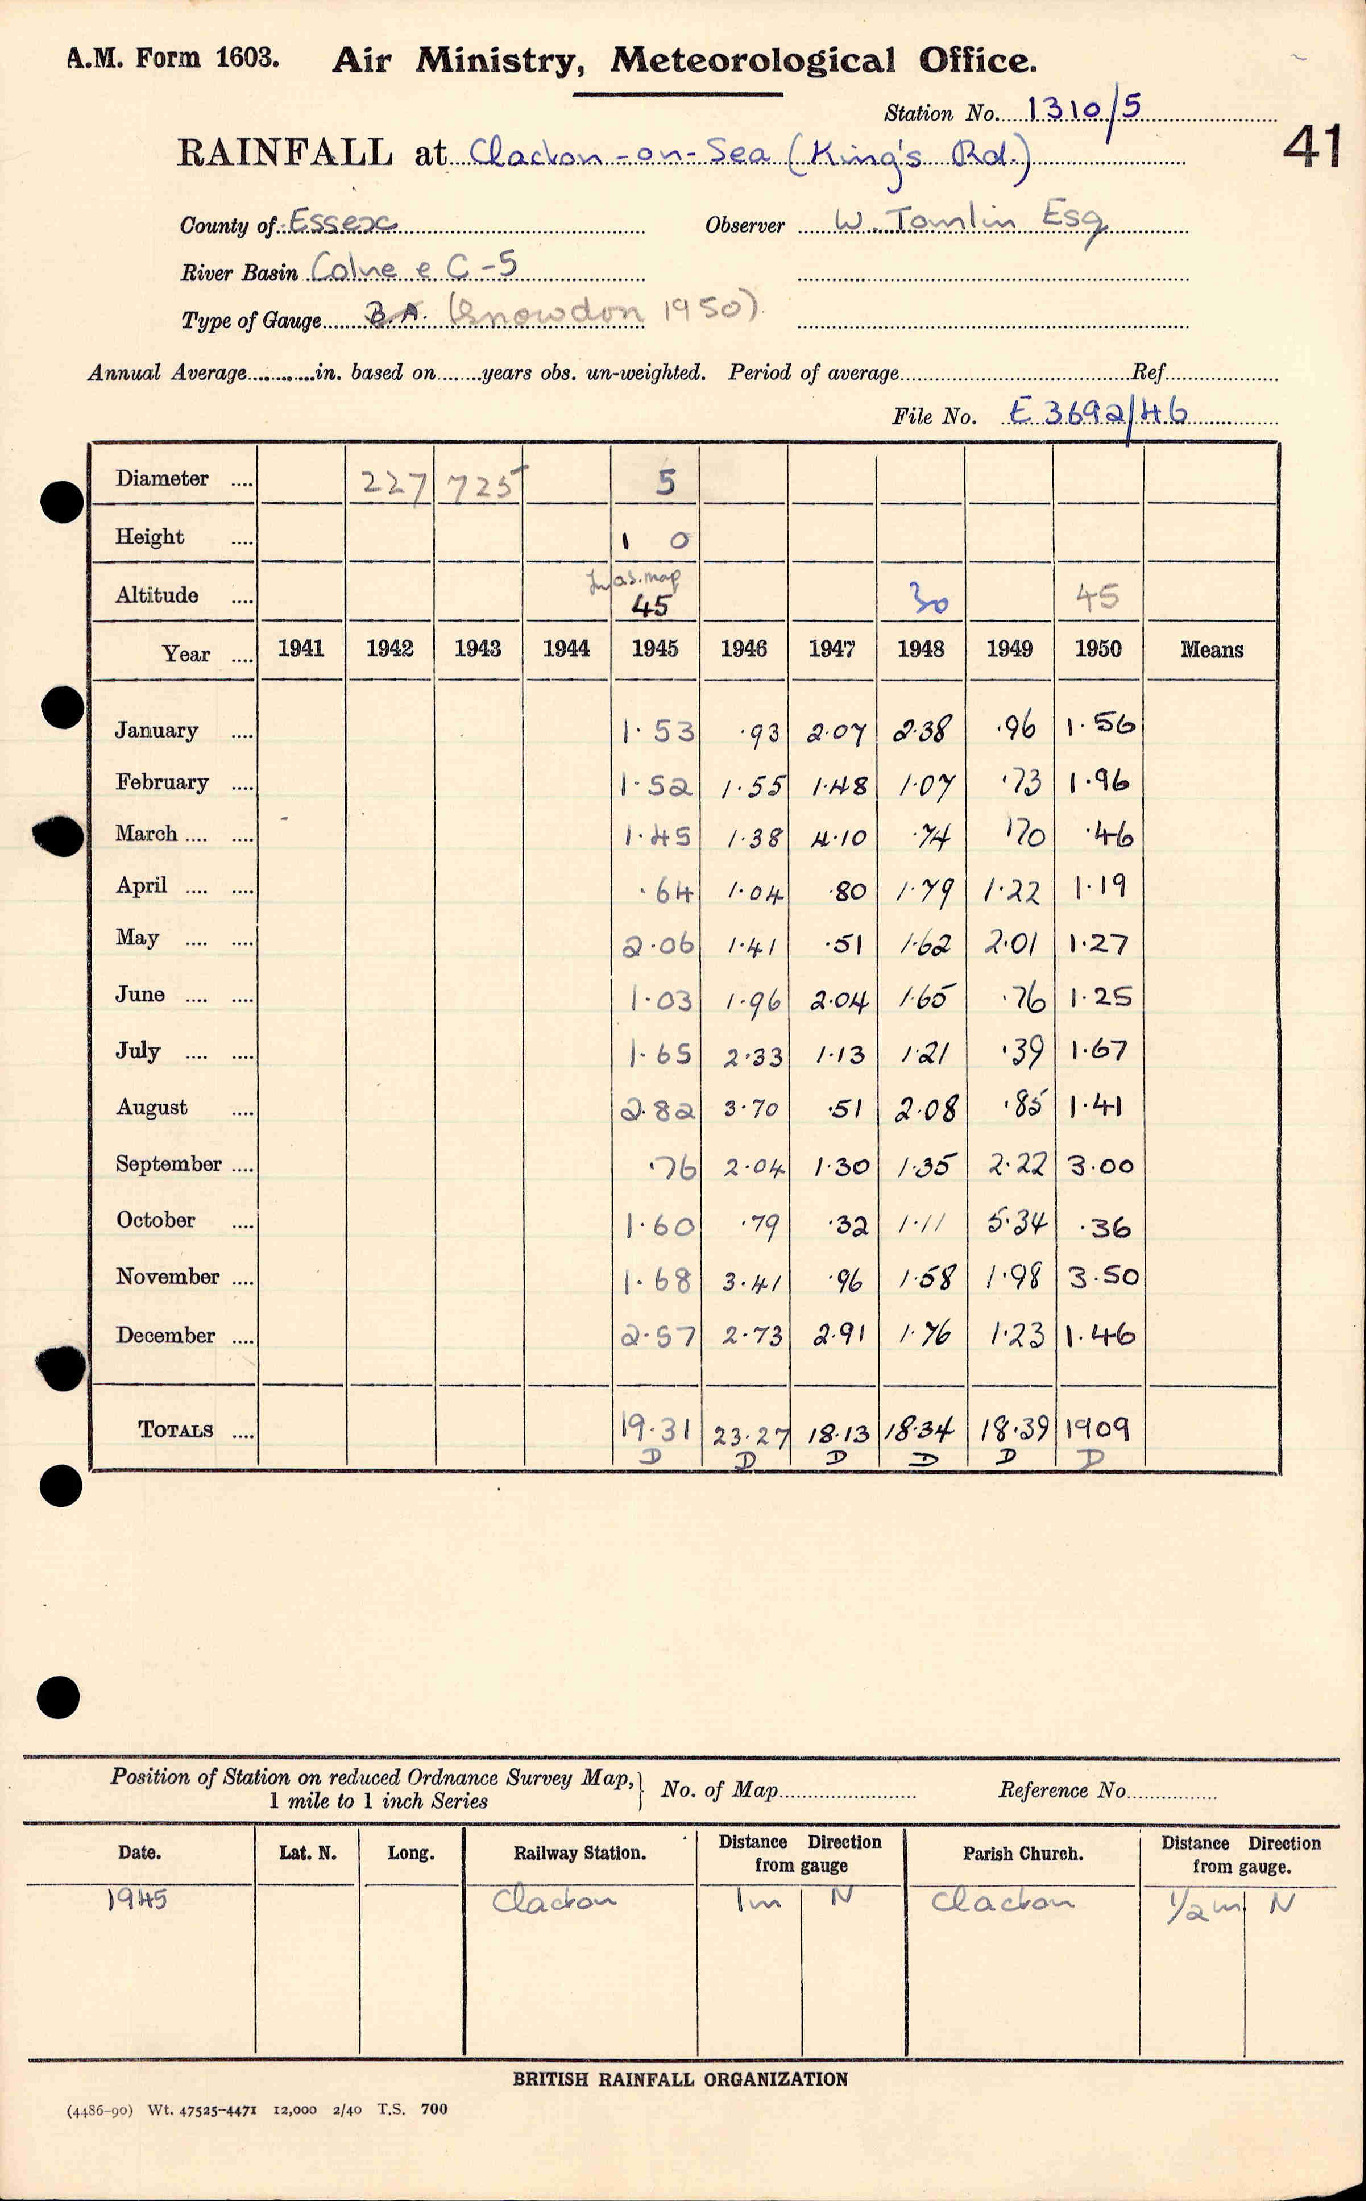 A.M. Form 1603. Air Ministry, Meteorological Office.
Station No. 1310/5
41
RAINFALL at Clacton-on-Sea (King's Rd.)
County of Essex Observer W. Tomlin Esq
River Basin Colne & C-5
Type of Gauge B.A. (Snowdon 1950)
Annual Average in. based on years obs. un-weighted. Period of average Ref
File No. E 3692/46
Diameter 227 725 5
Height 1 0
Altitude map 45 30 45
Year 1941 1942 1943 1944 1945 1946 1947 1948 1949 1950 Means
January 1.53 .93 2.07 2.38 .96 1.56
February 1.52 1.55 1.48 1.07 .73 1.96
March 1.45 1.38 4.10 .74 .70 .46
April .64 1.04 .80 1.79 1.22 1.19
May 2.06 1.41 .51 1.62 2.01 1.27
June 1.03 1.96 2.04 1.65 .76 1.25
July 1.65 2.33 1.13 1.21 .39 1.67
August 2.82 3.70 .51 2.08 .85 1.41
September .76 2.04 1.30 1.35 2.22 3.00
October 1.60 .79 .32 1.11 5.34 .36
November 1.68 3.41 .96 1.58 1.98 3.50
December 2.57 2.73 2.91 1.76 1.23 1.46
TOTALS 19.31 23.27 18.13 18.34 18.39 1909
D D D D D D
Position of Station on reduced Ordnance Survey Map, 1 mile to 1 inch Series } No. of Map Reference No.
Date. Lat. N. Long. Railway Station. Distance Direction from gauge Parish Church. Distance Direction from gauge.
1945 Clacton 1m N Clacton 1/2m N
BRITISH RAINFALL ORGANIZATION
(4486-90) Wt. 47525-4471 12,000 2/40 T.S. 700